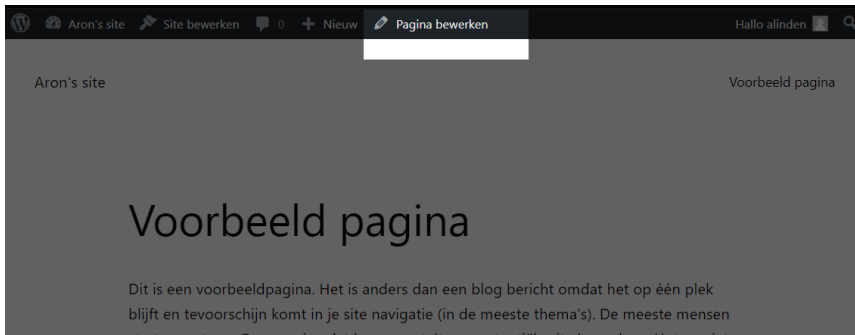 Aron's site Site bewerken 0 Nieuw Pagina bewerken Hallo alinden
Aron's site Voorbeeld pagina
Voorbeeld pagina
Dit is een voorbeeldpagina. Het is anders dan een blog bericht omdat het op één plek
blijft en tevoorschijn komt in je site navigatie (in de meeste thema's). De meeste mensen